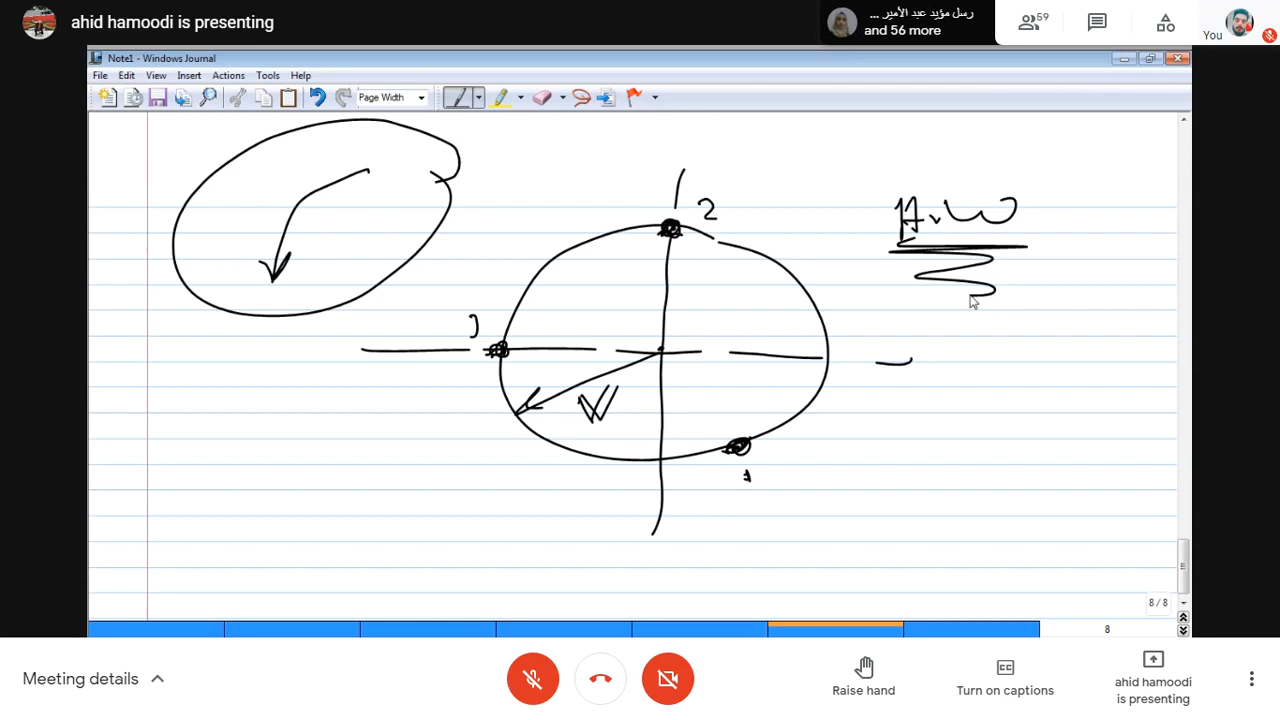 ahid hamoodi is presenting
رسل مؤيد عبد الأمير ...
and 56 more
59
You
Note1 - Windows Journal
File Edit View Insert Actions Tools Help
Page Width
2
H.W
1
W
1
8 / 8
8
Meeting details
Raise hand
Turn on captions
ahid hamoodi
is presenting